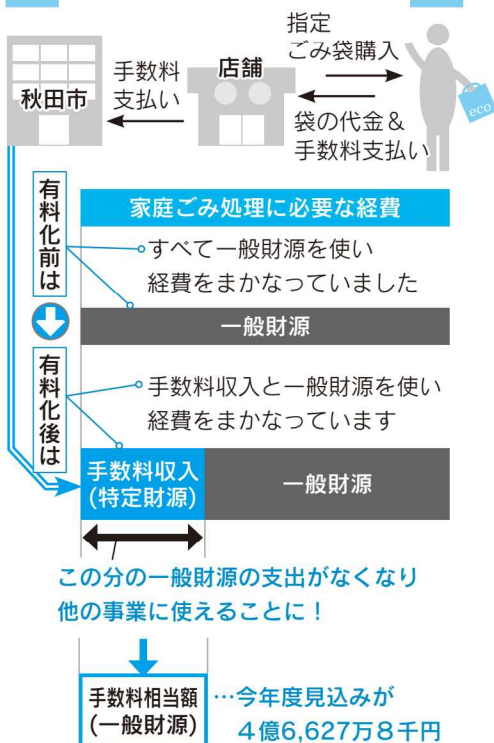 指定
ごみ袋購入
店舗
手数料
支払い
秋田市
eco
袋の代金＆
手数料支払い
有料化前は
家庭ごみ処理に必要な経費
すべて一般財源を使い
経費をまかなっていました
一般財源
有料化後は
手数料収入と一般財源を使い
経費をまかなっています
手数料収入
(特定財源)
一般財源
この分の一般財源の支出がなくなり
他の事業に使えることに！
手数料相当額
(一般財源)
…今年度見込みが
4億6,627万8千円